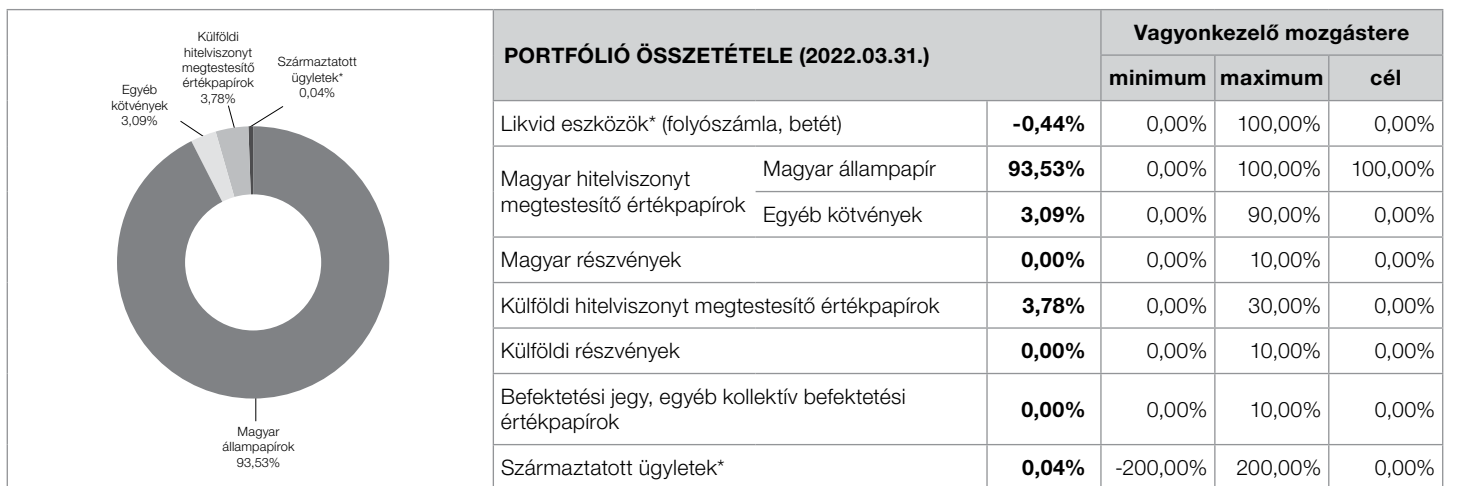 Külföldi
hitelviszonyt
megtestesítő
értékpapírok
3,78%
Származtatott
ügyletek*
0,04%
Egyéb
kötvények
3,09%
Magyar
állampapírok
93,53%
PORTFÓLIÓ ÖSSZETÉTELE (2022.03.31.)
Vagyonkezelő mozgástere
minimum maximum cél
Likvid eszközök* (folyószámla, betét) -0,44% 0,00% 100,00% 0,00%
Magyar hitelviszonyt
megtestesítő értékpapírok
Magyar állampapír 93,53% 0,00% 100,00% 100,00%
Egyéb kötvények 3,09% 0,00% 90,00% 0,00%
Magyar részvények 0,00% 0,00% 10,00% 0,00%
Külföldi hitelviszonyt megtestesítő értékpapírok 3,78% 0,00% 30,00% 0,00%
Külföldi részvények 0,00% 0,00% 10,00% 0,00%
Befektetési jegy, egyéb kollektív befektetési
értékpapírok 0,00% 0,00% 10,00% 0,00%
Származtatott ügyletek* 0,04% -200,00% 200,00% 0,00%